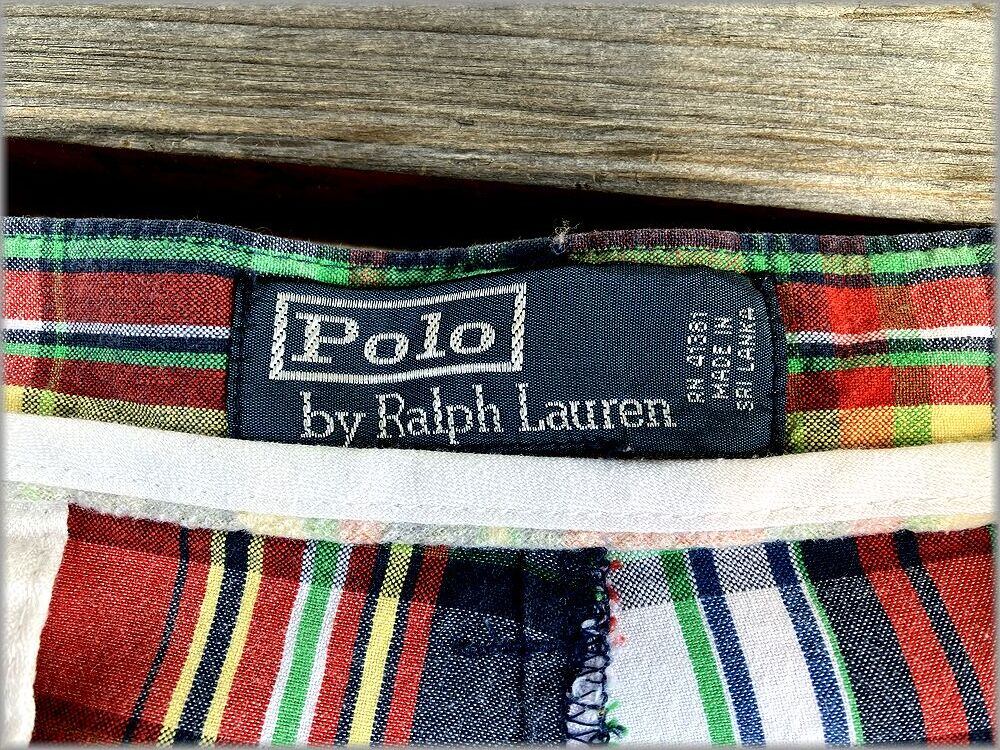 Polo
by Ralph Lauren
RN 41381
MADE IN
SRI LANKA